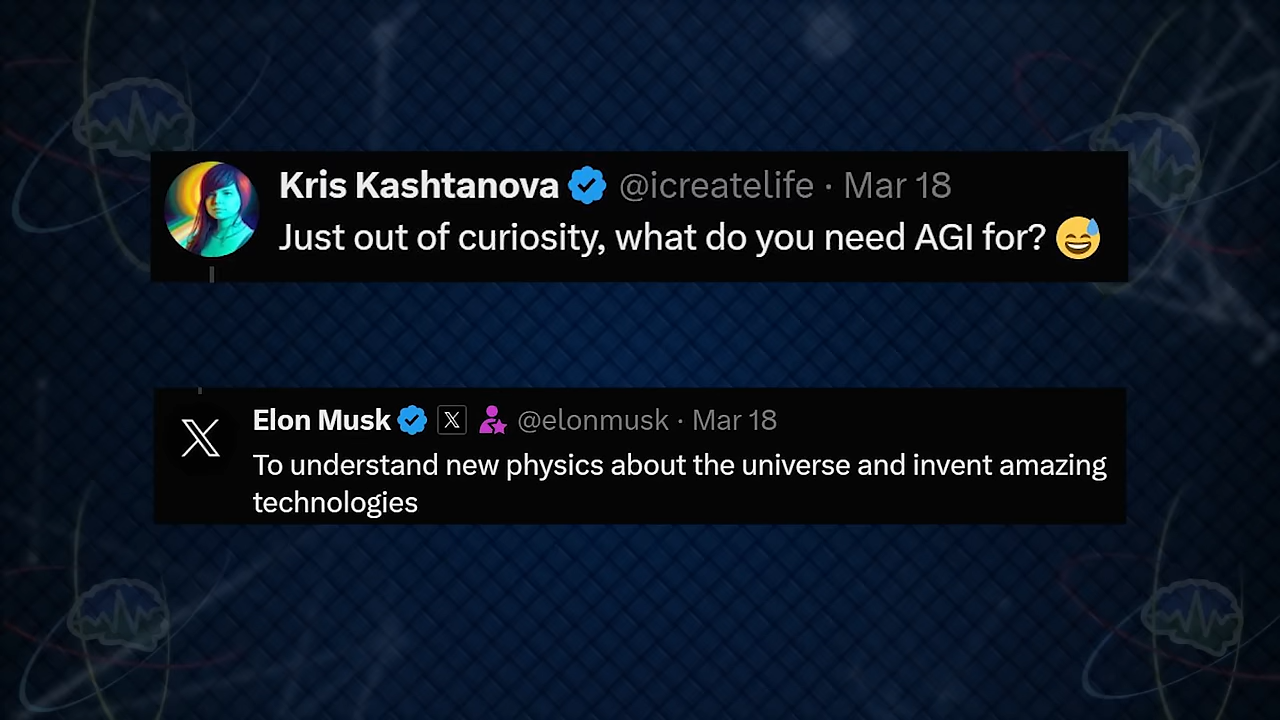 Kris Kashtanova @icreatelife · Mar 18
Just out of curiosity, what do you need AGI for? 😅
Elon Musk X @elonmusk · Mar 18
To understand new physics about the universe and invent amazing
technologies